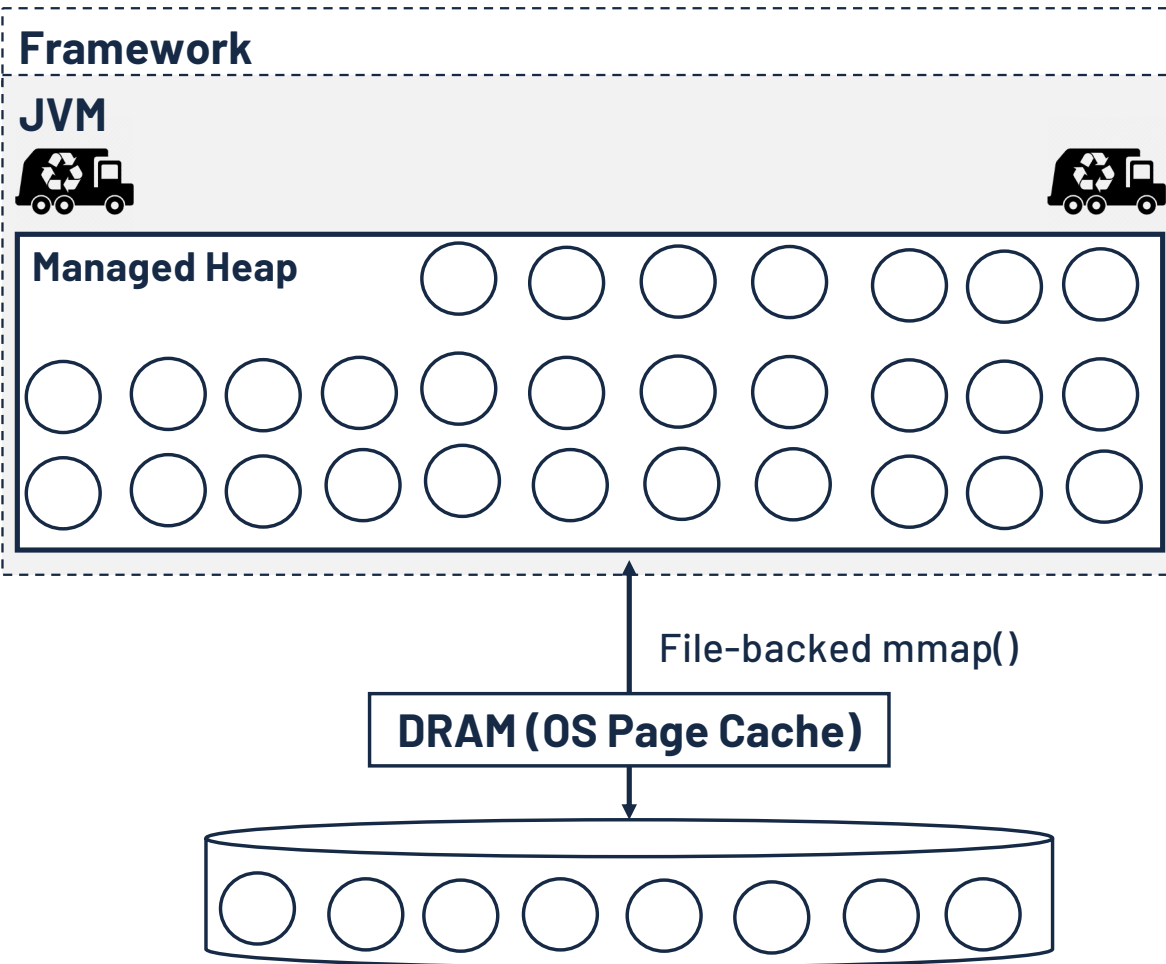 Framework
JVM
Managed Heap
File-backed mmap()
DRAM (OS Page Cache)